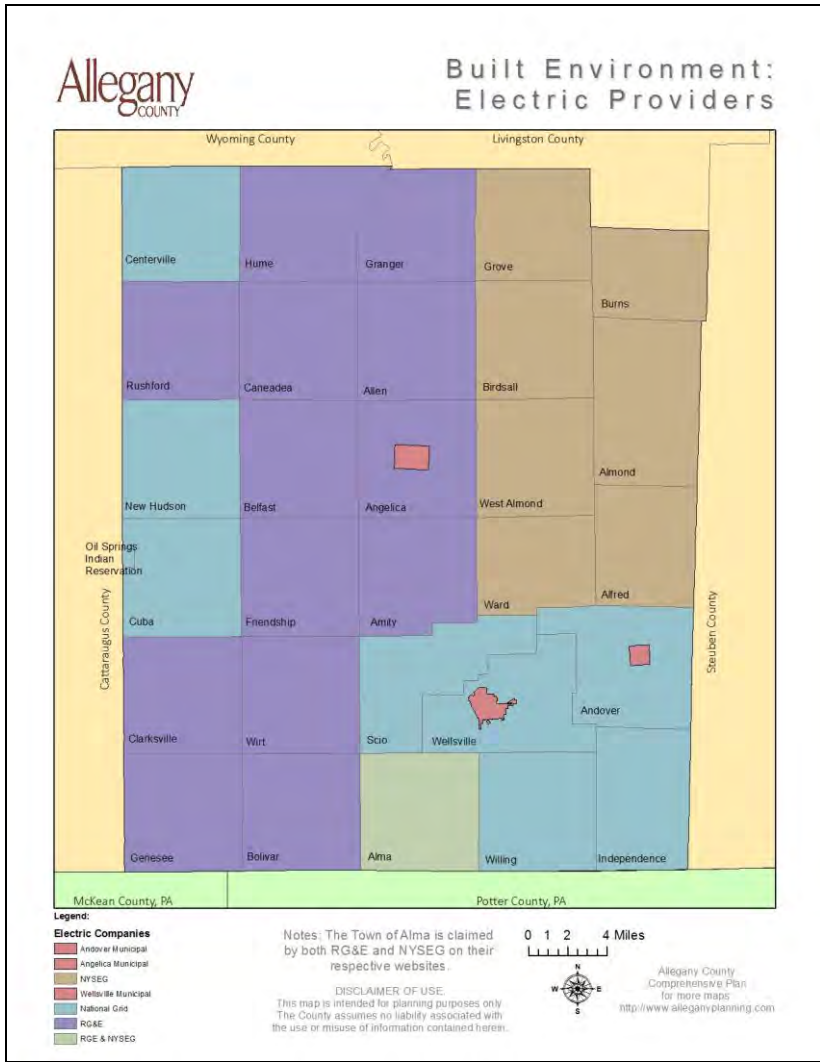 Allegany
COUNTY
Built Environment:
Electric Providers
Wyoming County
Livingston County
Centerville
Hume
Granger
Grove
Burns
Rushford
Caneadea
Allen
Birdsall
Almond
New Hudson
Belfast
Angelica
West Almond
Oil Springs
Indian
Reservation
Cuba
Friendship
Amity
Ward
Alfred
Cattaraugus County
Steuben County
Clarksville
Wirt
Scio
Wellsville
Andover
Genesee
Bolivar
Alma
Willing
Independence
McKean County, PA
Potter County, PA
Legend:
Electric Companies
Andover Municipal
Angelica Municipal
NYSEG
Wellsville Municipal
National Grid
RG&E
RGE & NYSEG
Notes: The Town of Alma is claimed
by both RG&E and NYSEG on their
respective websites.
DISCLAIMER OF USE
This map is intended for planning purposes only
The County assumes no liability associated with
the use or misuse of information contained herein.
0 1 2 4 Miles
N
W E
S
Allegany County
Comprehensive Plan
for more maps
http://www.alleganyplanning.com